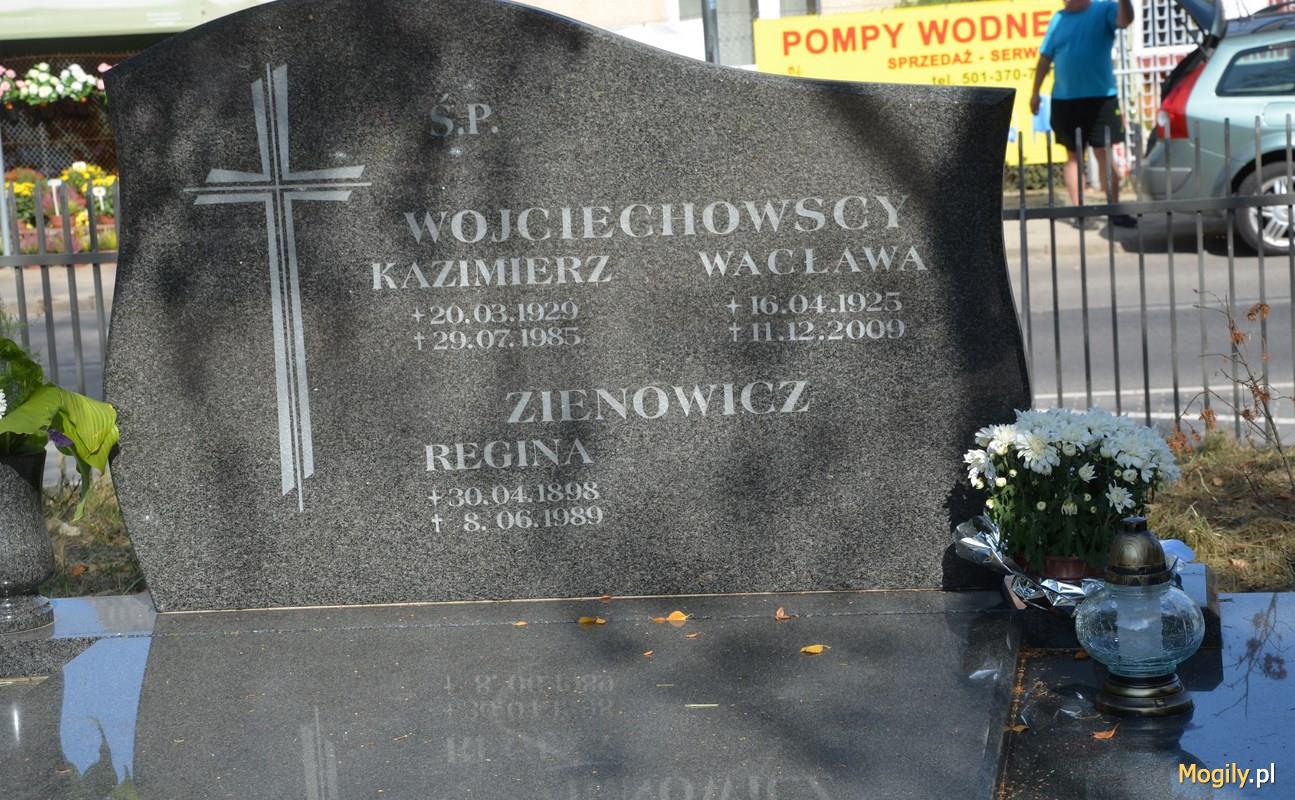 POMPY WODNE
SPRZEDAŻ - SERW
tel. 501-370-7
Ś.P.
WOJCIECHOWSCY
KAZIMIERZ WACŁAWA
+20.03.1929 +16.04.1925
†29.07.1985 †11.12.2009
ZIENOWICZ
REGINA
+30.04.1898
† 8.06.1989
Mogily.pl